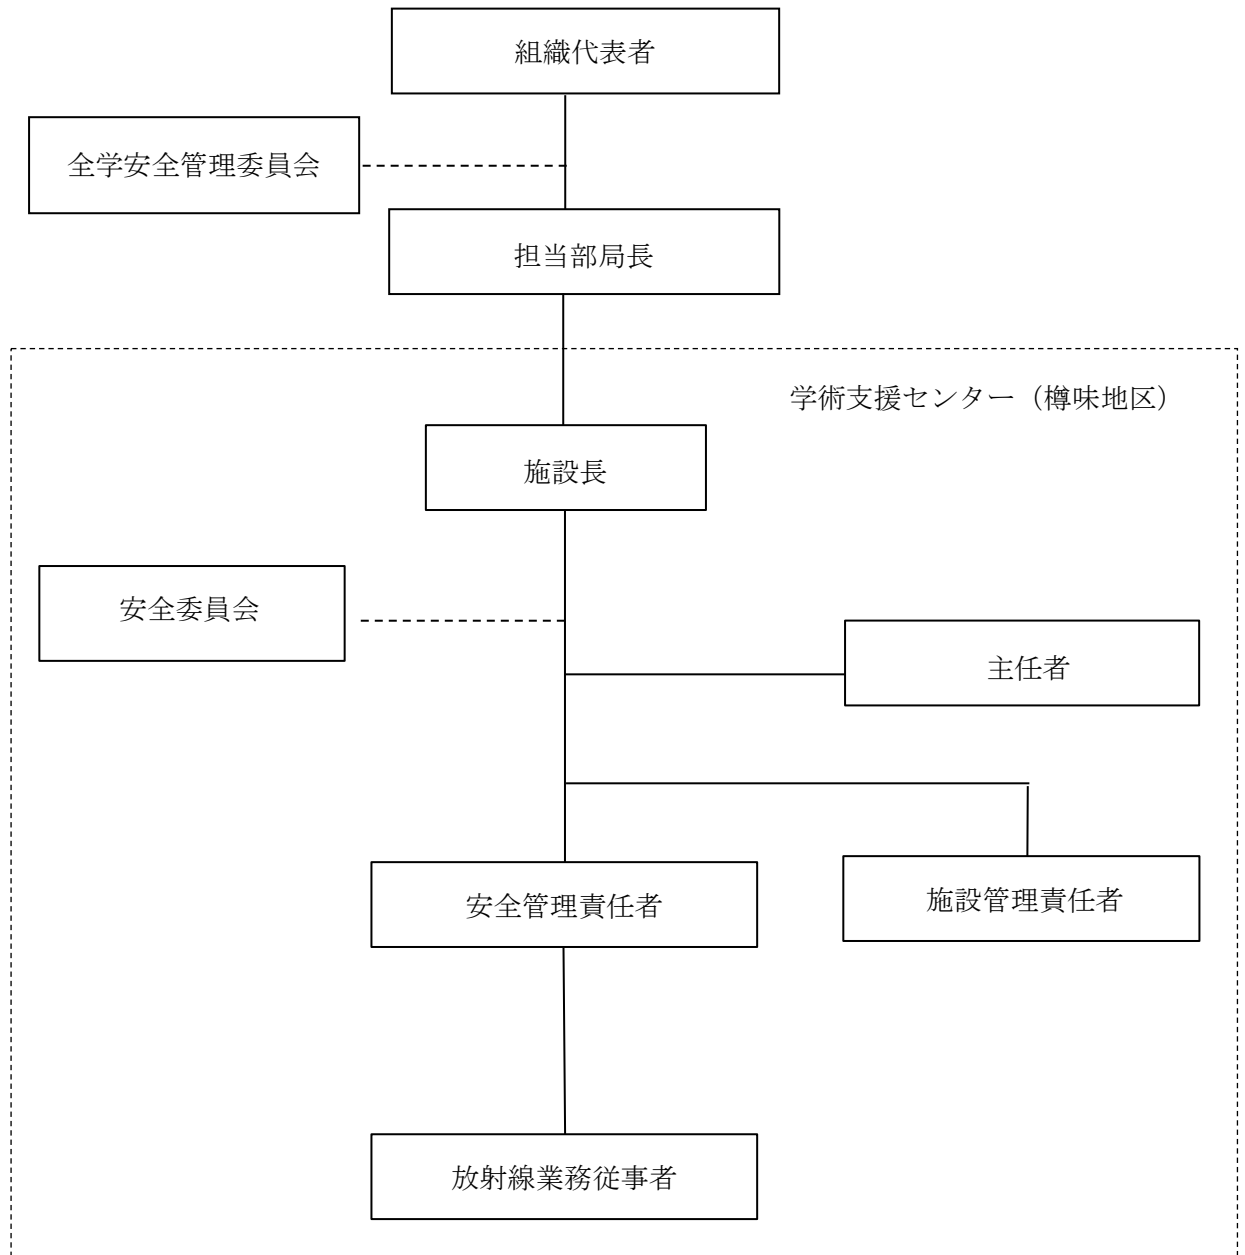 組織代表者
全学安全管理委員会
担当部局長
学術支援センター（樽味地区）
施設長
安全委員会
主任者
安全管理責任者
施設管理責任者
放射線業務従事者